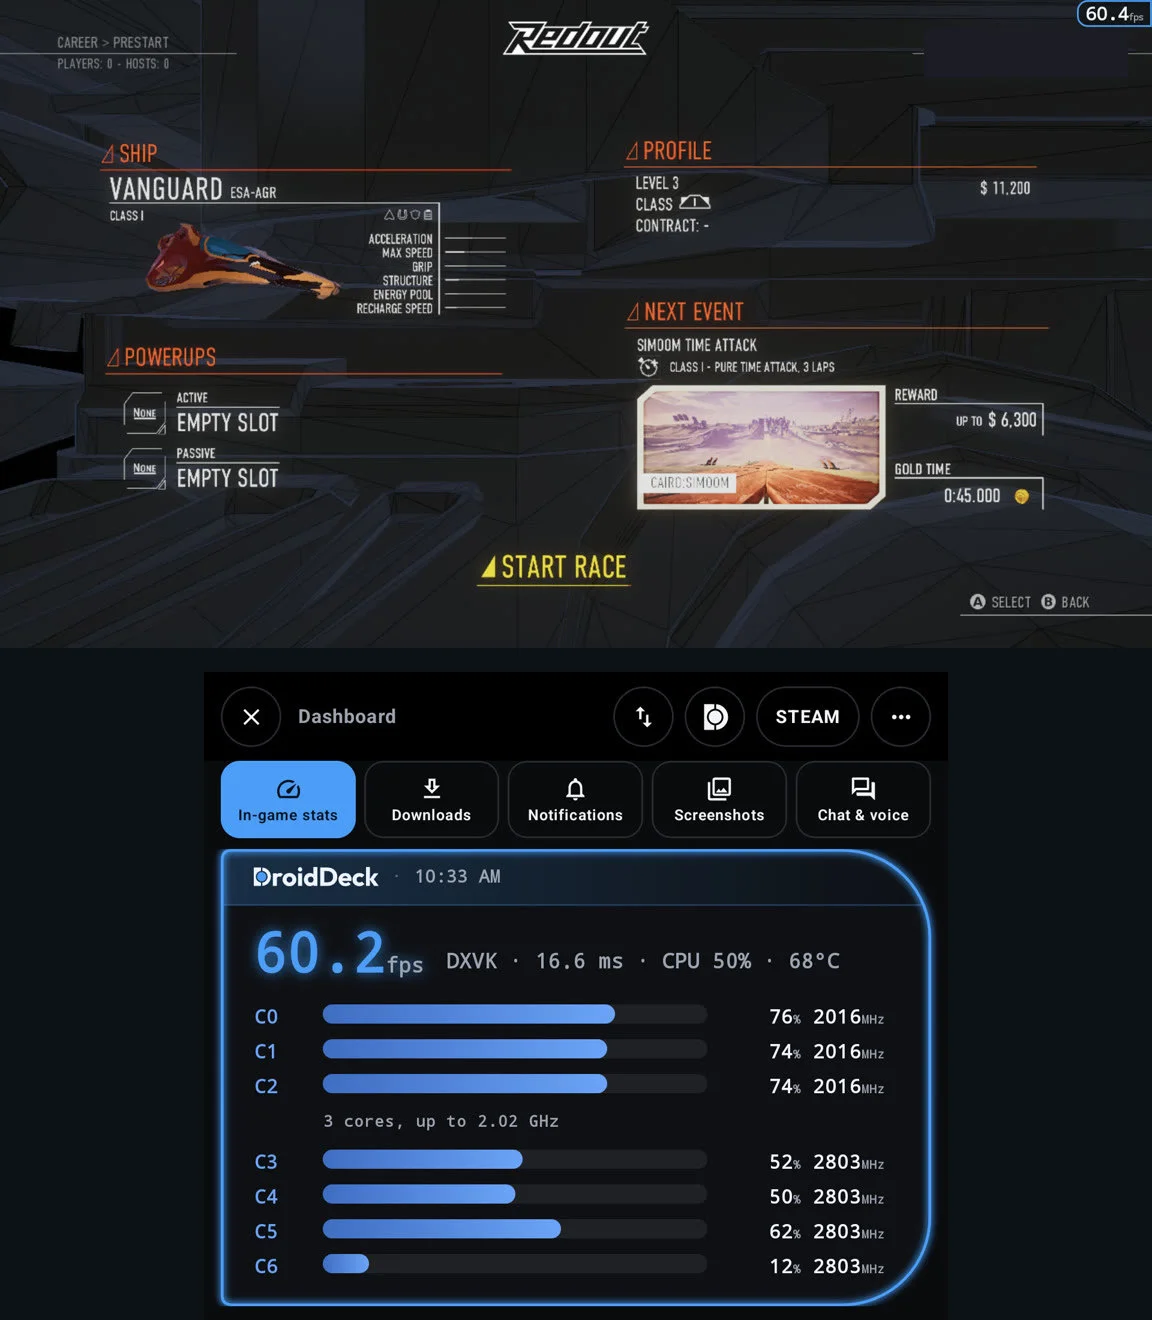 60.4fps
Redout
CAREER > PRESTART
PLAYERS: 0 - HOSTS: 0
SHIP
VANGUARD ESA-AGR
CLASS I
ACCELERATION
MAX SPEED
GRIP
STRUCTURE
ENERGY POOL
RECHARGE SPEED
POWERUPS
NONE
ACTIVE
EMPTY SLOT
NONE
PASSIVE
EMPTY SLOT
PROFILE
LEVEL 3
$ 11,200
CLASS I
CONTRACT: -
NEXT EVENT
SIMOOM TIME ATTACK
CLASS I - PURE TIME ATTACK, 3 LAPS
CAIRO:SIMOOM
REWARD
UP TO $ 6,300
GOLD TIME
0:45.000
START RACE
A SELECT B BACK
Dashboard
STEAM
In-game stats
Downloads
Notifications
Screenshots
Chat & voice
DroidDeck · 10:33 AM
60.2fps DXVK · 16.6 ms · CPU 50% · 68°C
C0 76% 2016MHz
C1 74% 2016MHz
C2 74% 2016MHz
3 cores, up to 2.02 GHz
C3 52% 2803MHz
C4 50% 2803MHz
C5 62% 2803MHz
C6 12% 2803MHz